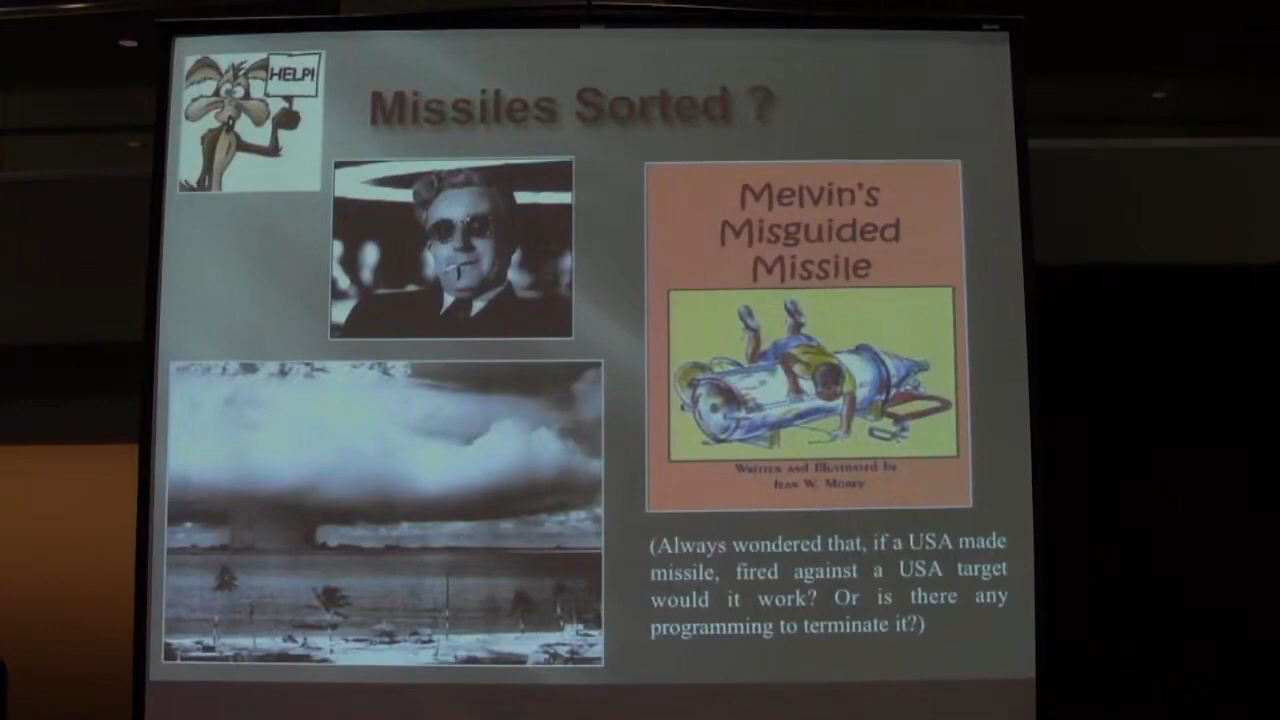 HELP!
Missiles Sorted ?
Melvin's
Misguided
Missile
Written and Illustrated by
Jean W. Morey
(Always wondered that, if a USA made
missile, fired against a USA target
would it work? Or is there any
programming to terminate it?)